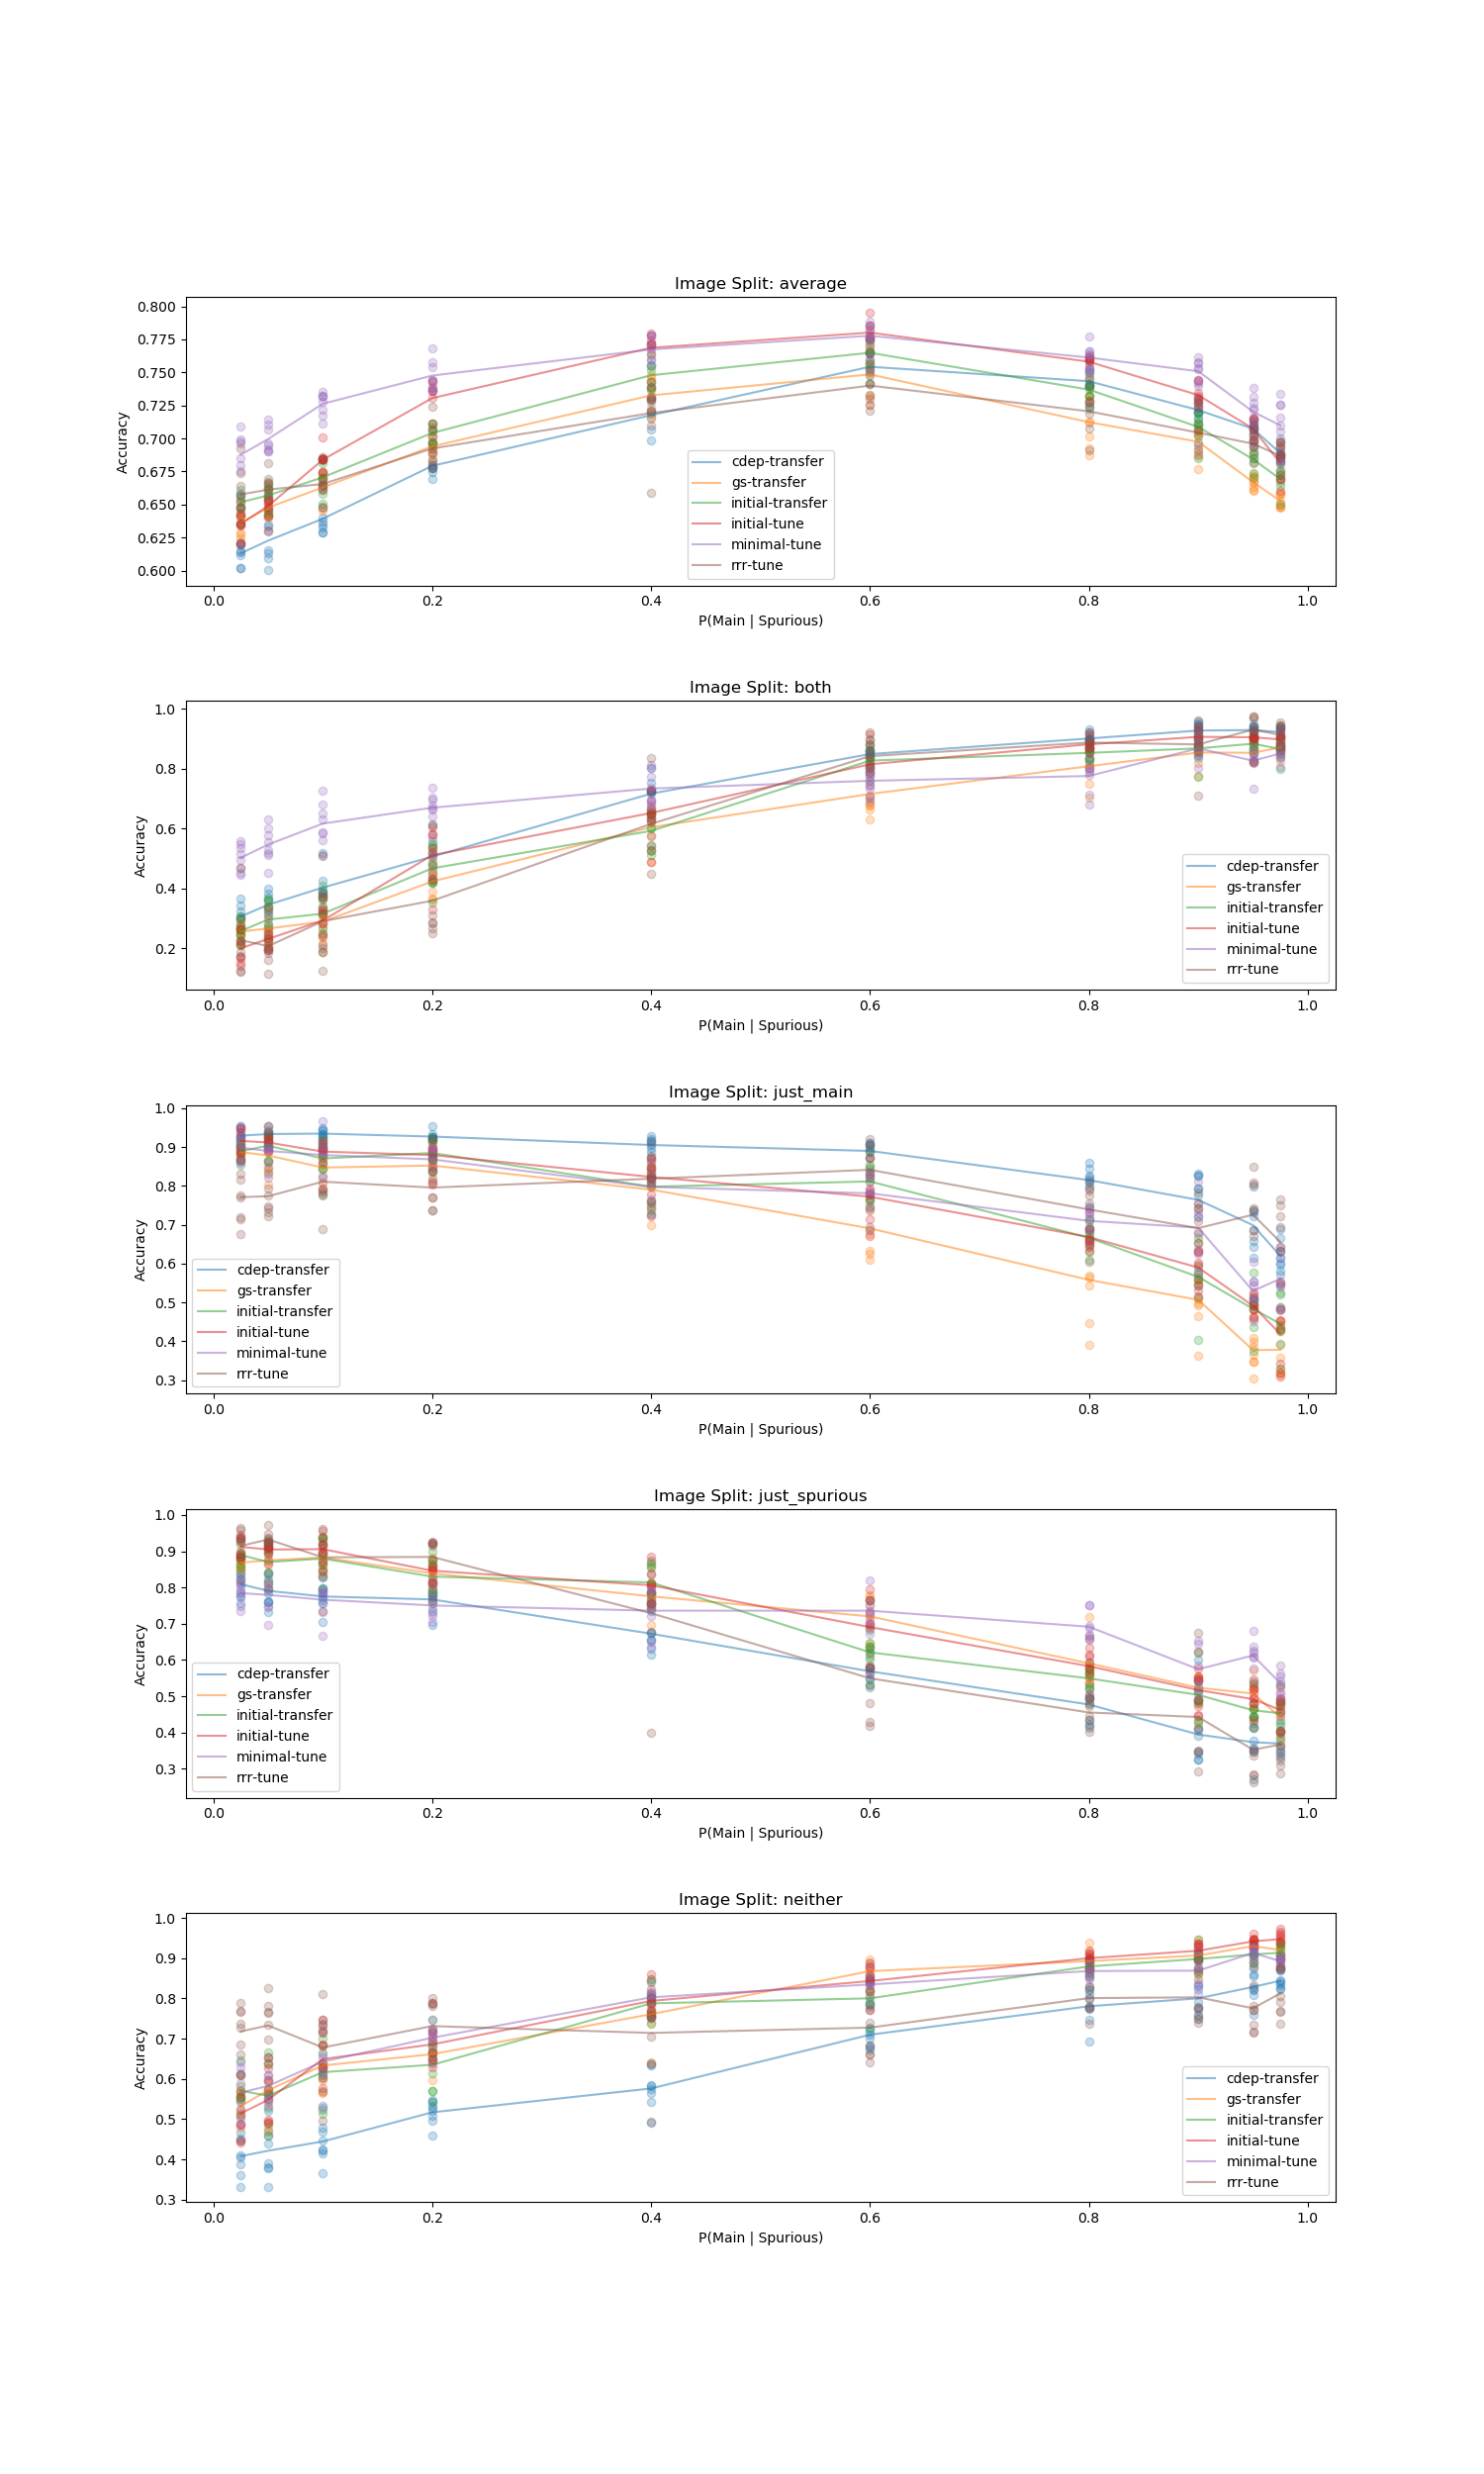 Image Split: average
0.800
0.775
0.750
0.725
0.700
0.675
0.650
0.625
0.600
Accuracy
cdep-transfer
gs-transfer
initial-transfer
initial-tune
minimal-tune
rrr-tune
0.0 0.2 0.4 0.6 0.8 1.0
P(Main | Spurious)
Image Split: both
1.0
0.8
0.6
0.4
0.2
Accuracy
cdep-transfer
gs-transfer
initial-transfer
initial-tune
minimal-tune
rrr-tune
0.0 0.2 0.4 0.6 0.8 1.0
P(Main | Spurious)
Image Split: just_main
1.0
0.9
0.8
0.7
0.6
0.5
0.4
0.3
Accuracy
cdep-transfer
gs-transfer
initial-transfer
initial-tune
minimal-tune
rrr-tune
0.0 0.2 0.4 0.6 0.8 1.0
P(Main | Spurious)
Image Split: just_spurious
1.0
0.9
0.8
0.7
0.6
0.5
0.4
0.3
Accuracy
cdep-transfer
gs-transfer
initial-transfer
initial-tune
minimal-tune
rrr-tune
0.0 0.2 0.4 0.6 0.8 1.0
P(Main | Spurious)
Image Split: neither
1.0
0.9
0.8
0.7
0.6
0.5
0.4
0.3
Accuracy
cdep-transfer
gs-transfer
initial-transfer
initial-tune
minimal-tune
rrr-tune
0.0 0.2 0.4 0.6 0.8 1.0
P(Main | Spurious)